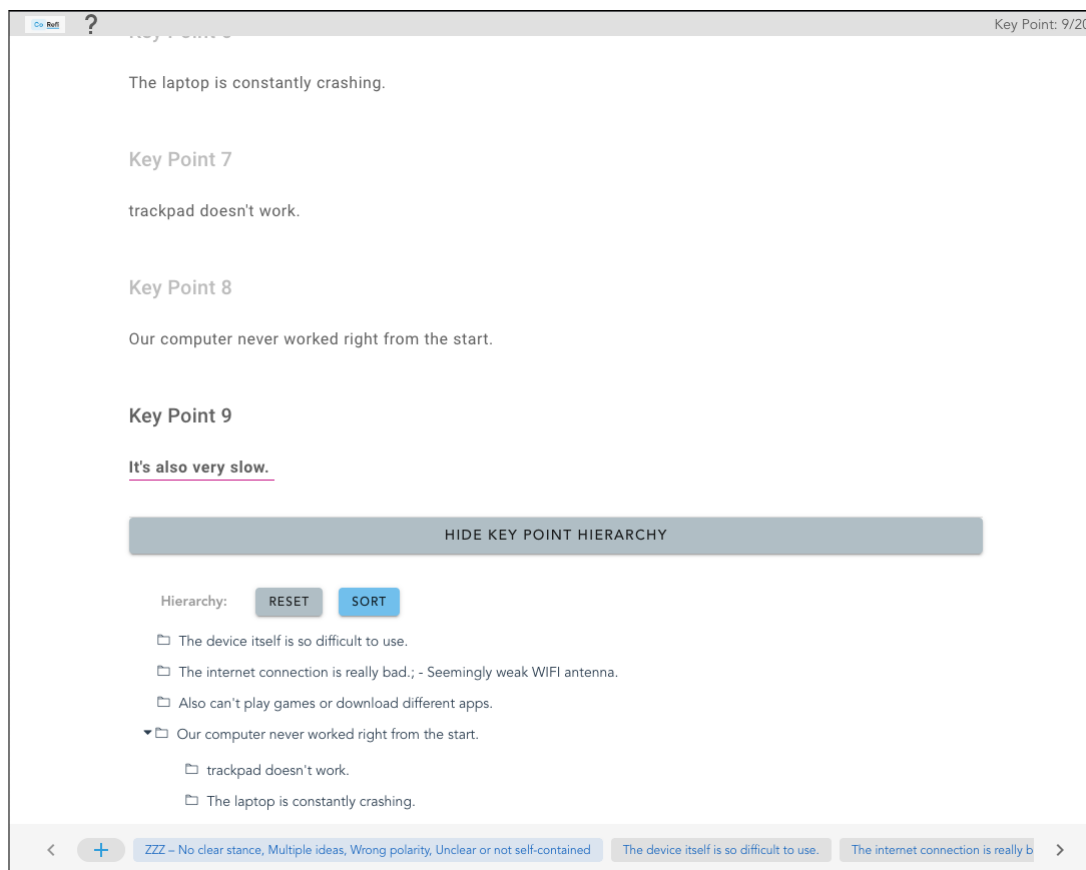 Co Refi ? Key Point: 9/20
Key Point 6
The laptop is constantly crashing.
Key Point 7
trackpad doesn't work.
Key Point 8
Our computer never worked right from the start.
Key Point 9
It's also very slow.
HIDE KEY POINT HIERARCHY
Hierarchy: RESET SORT
The device itself is so difficult to use.
The internet connection is really bad.; - Seemingly weak WIFI antenna.
Also can't play games or download different apps.
Our computer never worked right from the start.
trackpad doesn't work.
The laptop is constantly crashing.
+ ZZZ – No clear stance, Multiple ideas, Wrong polarity, Unclear or not self-contained The device itself is so difficult to use. The internet connection is really b